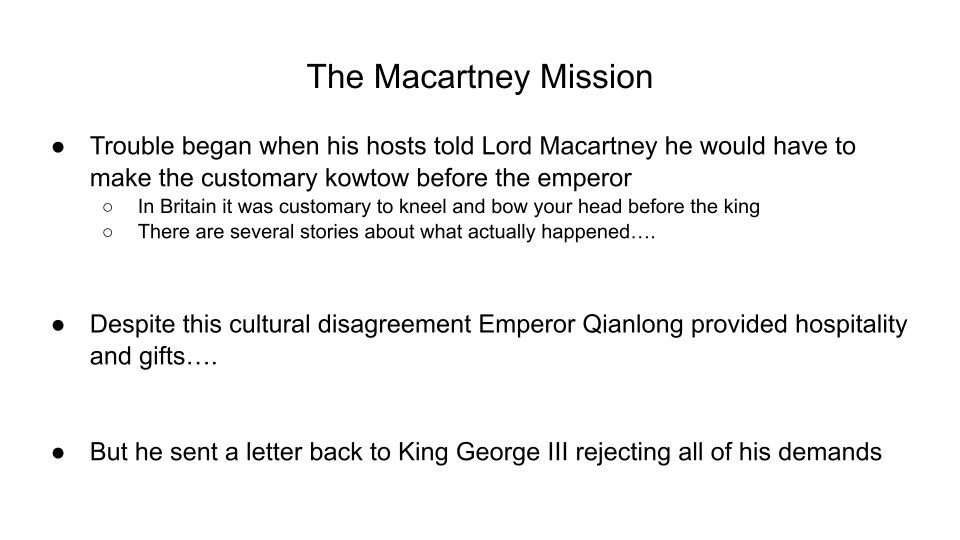 The Macartney Mission
● Trouble began when his hosts told Lord Macartney he would have to
make the customary kowtow before the emperor
○ In Britain it was customary to kneel and bow your head before the king
○ There are several stories about what actually happened….
● Despite this cultural disagreement Emperor Qianlong provided hospitality
and gifts….
● But he sent a letter back to King George III rejecting all of his demands